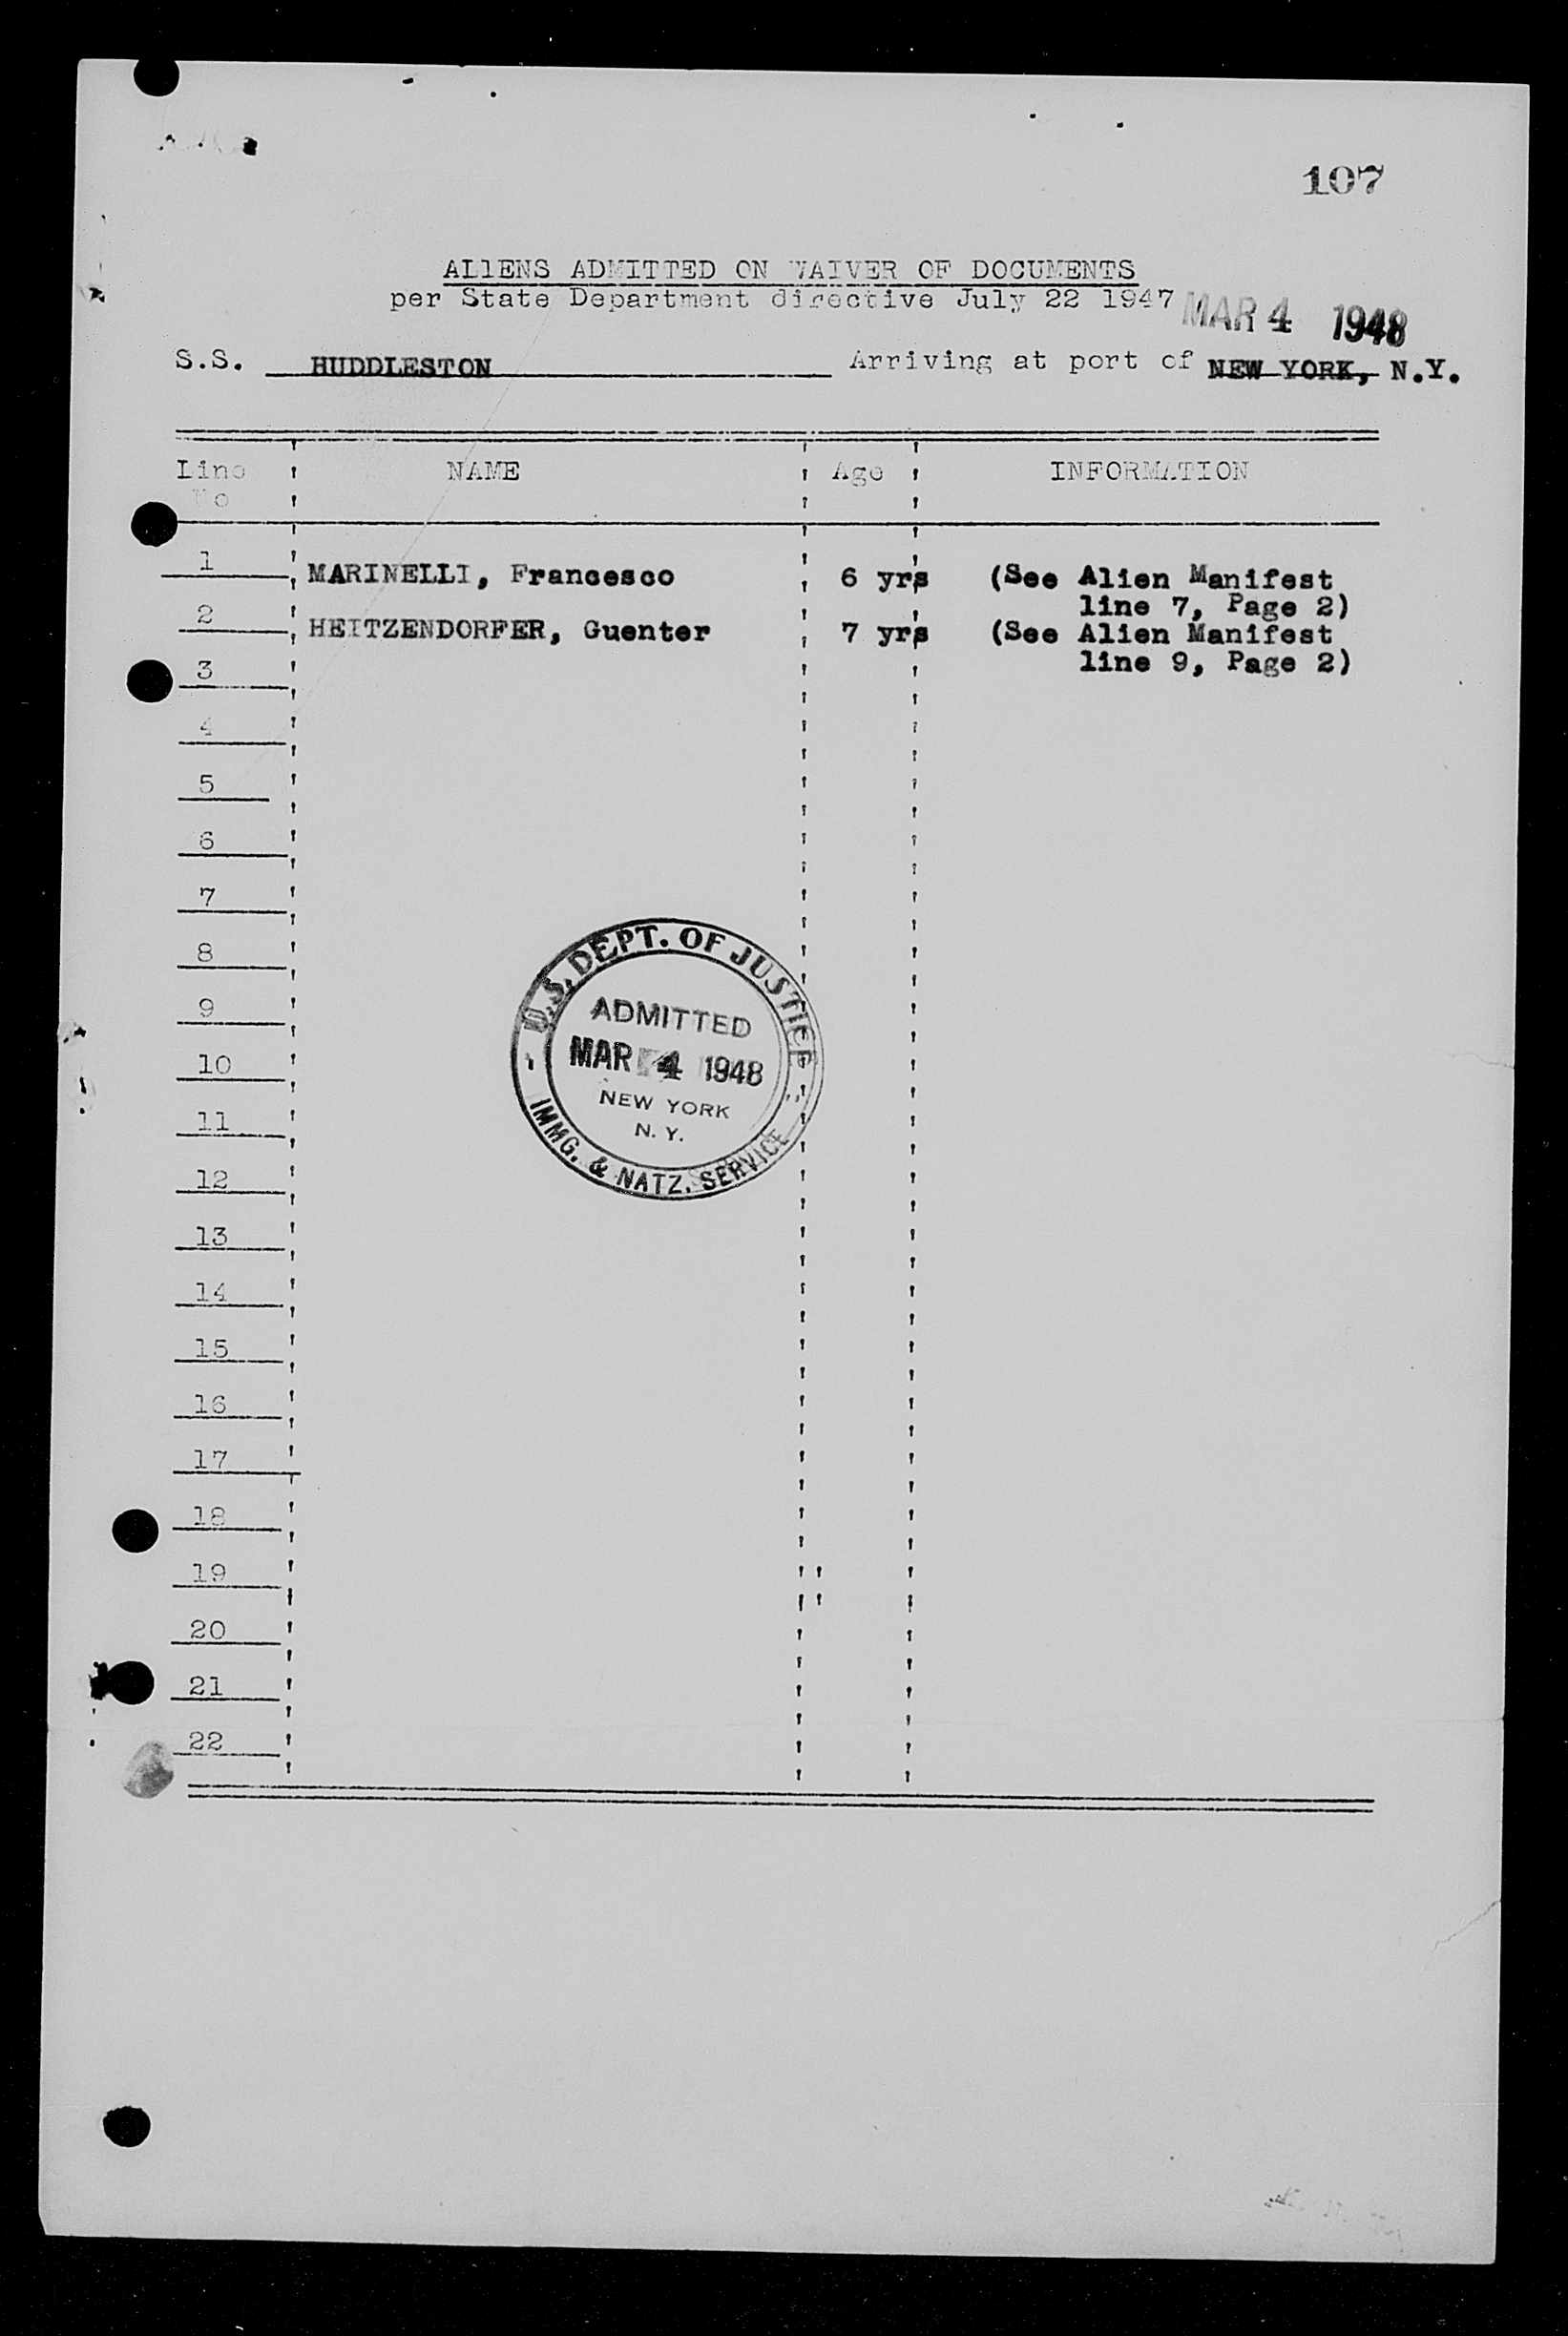 107
ALlENS ADMITTED ON WAIVER OF DOCUMENTS
per State Department directive July 22 1947
MAR 4 1948
S.S. HUDDLESTON Arriving at port of NEW YORK, N.Y.
Line No NAME Age INFORMATION
1 MARINELLI, Francesco 6 yrs (See Alien Manifest
line 7, Page 2)
2 HEITZENDORFER, Guenter 7 yrs (See Alien Manifest
line 9, Page 2)
3
4
5
6
7
8
9
10
11
12
13
14
15
16
17
18
19
20
21
22
U.S. DEPT. OF JUSTICE
ADMITTED
MAR 4 1948
NEW YORK
N. Y.
IMMG. & NATZ. SERVICE